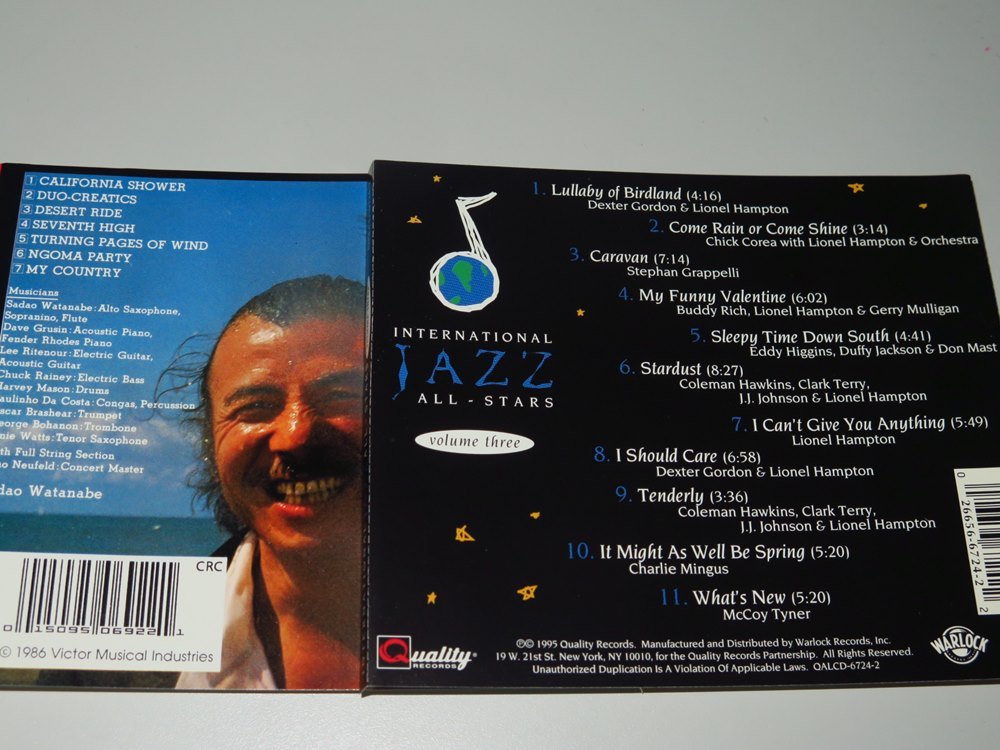 1 CALIFORNIA SHOWER
2 DUO-CREATICS
3 DESERT RIDE
4 SEVENTH HIGH
5 TURNING PAGES OF WIND
6 NGOMA PARTY
7 MY COUNTRY
Musicians
Sadao Watanabe: Alto Saxophone,
Sopranino, Flute
Dave Grusin: Acoustic Piano,
Fender Rhodes Piano
Lee Ritenour: Electric Guitar,
Acoustic Guitar
Chuck Rainey: Electric Bass
Harvey Mason: Drums
aulinho Da Costa: Congas, Percussion
scar Brashear: Trumpet
eorge Bohanon: Trombone
nie Watts: Tenor Saxophone
th Full String Section
no Neufeld: Concert Master
dao Watanabe
CRC
0 15095 06922 1
© 1986 Victor Musical Industries
INTERNATIONAL
JAZZ
ALL - STARS
volume three
1. Lullaby of Birdland (4:16)
Dexter Gordon & Lionel Hampton
2. Come Rain or Come Shine (3:14)
Chick Corea with Lionel Hampton & Orchestra
3. Caravan (7:14)
Stephan Grappelli
4. My Funny Valentine (6:02)
Buddy Rich, Lionel Hampton & Gerry Mulligan
5. Sleepy Time Down South (4:41)
Eddy Higgins, Duffy Jackson & Don Mast
6. Stardust (8:27)
Coleman Hawkins, Clark Terry,
J.J. Johnson & Lionel Hampton
7. I Can't Give You Anything (5:49)
Lionel Hampton
8. I Should Care (6:58)
Dexter Gordon & Lionel Hampton
9. Tenderly (3:36)
Coleman Hawkins, Clark Terry,
J.J. Johnson & Lionel Hampton
10. It Might As Well Be Spring (5:20)
Charlie Mingus
11. What's New (5:20)
McCoy Tyner
0 26656-6724-2 2
Quality
RECORDS
℗© 1995 Quality Records. Manufactured and Distributed by Warlock Records, Inc.
19 W. 21st St. New York, NY 10010, for the Quality Records Partnership. All Rights Reserved.
Unauthorized Duplication Is A Violation Of Applicable Laws. QALCD-6724-2
WARLOCK